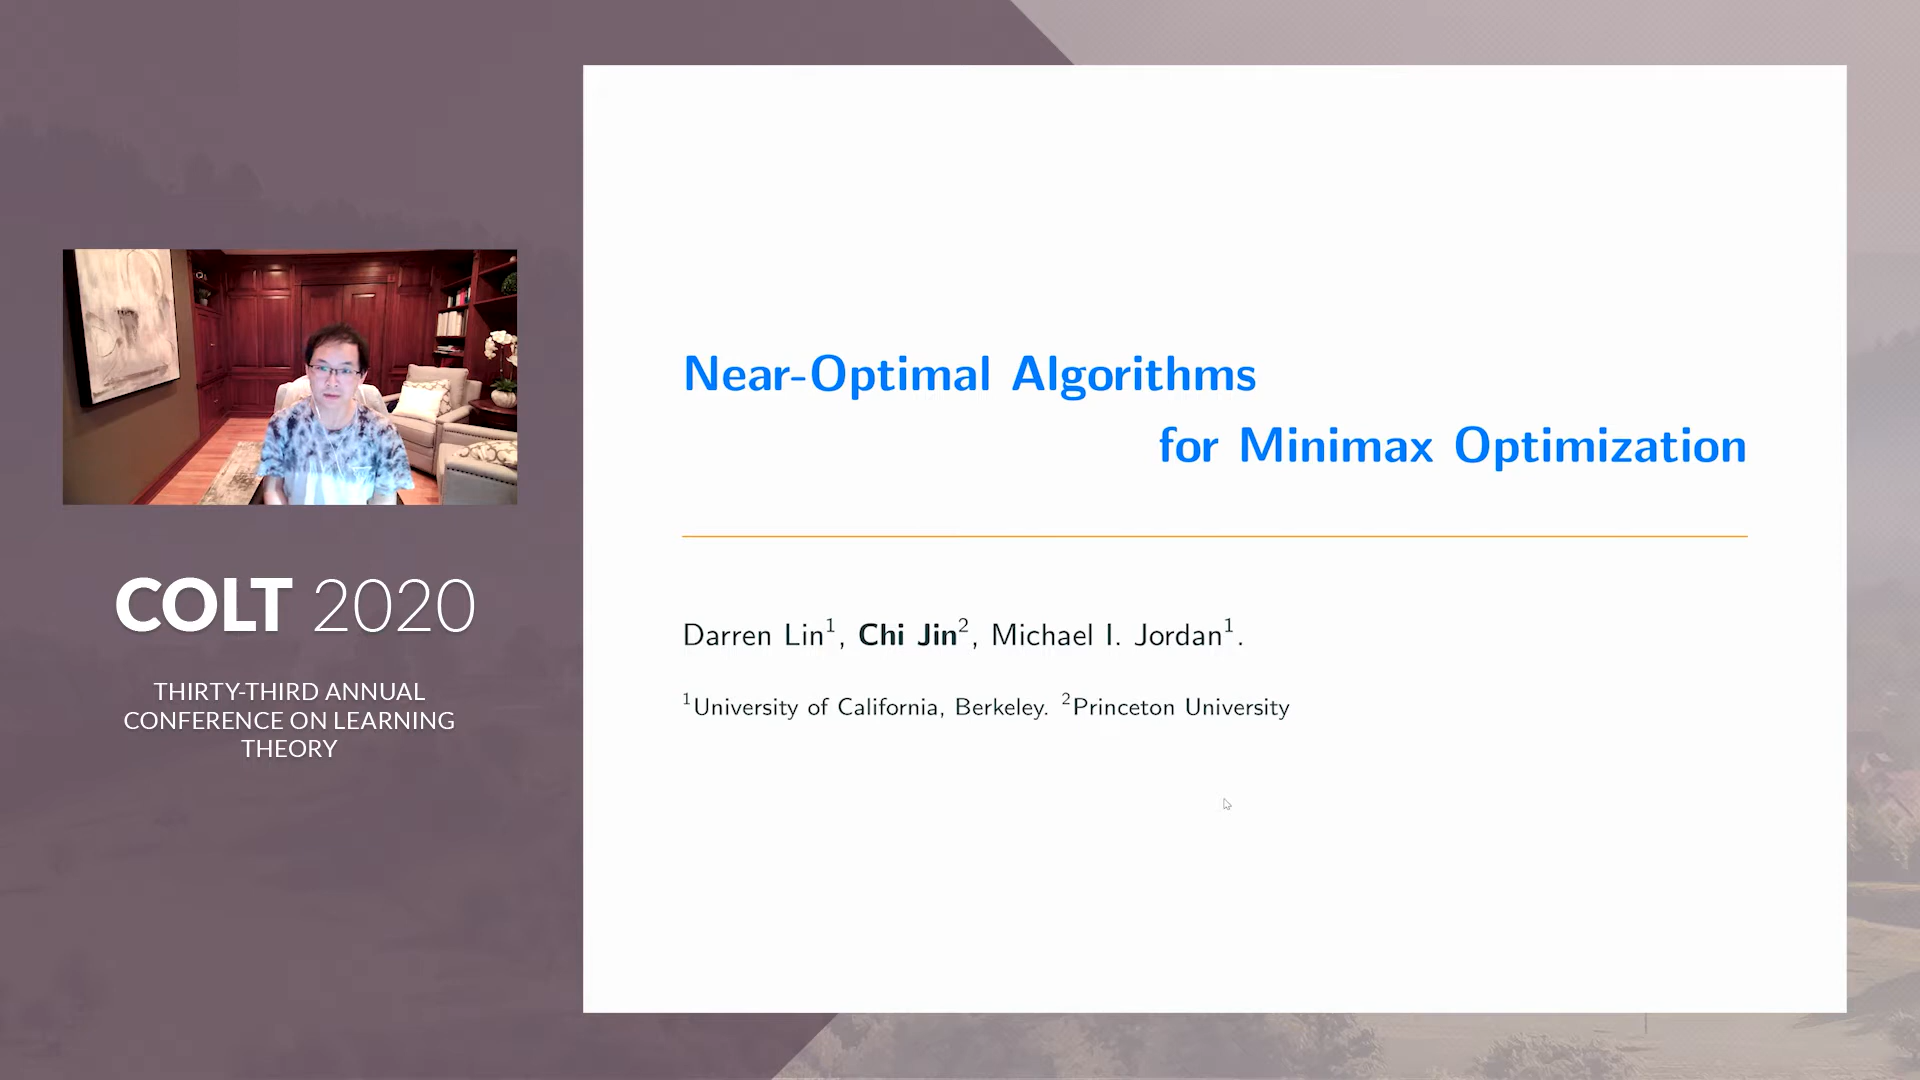 Near-Optimal Algorithms
for Minimax Optimization
Darren Lin¹, Chi Jin², Michael I. Jordan¹.
¹University of California, Berkeley. ²Princeton University
COLT 2020
THIRTY-THIRD ANNUAL
CONFERENCE ON LEARNING
THEORY